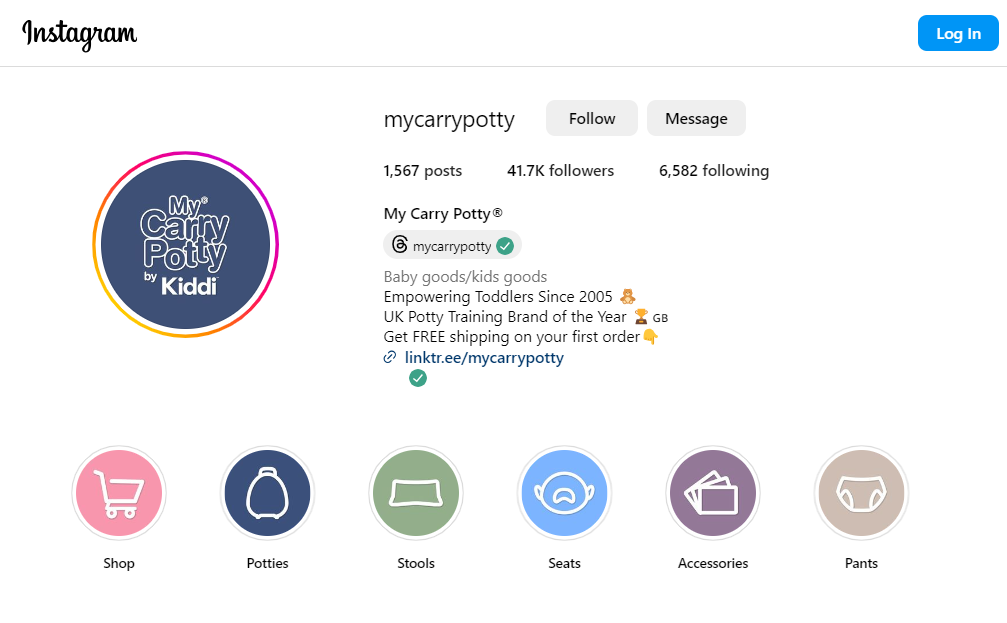 Instagram
Log In
mycarrypotty
Follow
Message
1,567 posts
41.7K followers
6,582 following
My
Carry
Potty
by Kiddi
My Carry Potty®
mycarrypotty
Baby goods/kids goods
Empowering Toddlers Since 2005 🧸
UK Potty Training Brand of the Year 🏆 GB
Get FREE shipping on your first order👇
linktr.ee/mycarrypotty
Shop
Potties
Stools
Seats
Accessories
Pants